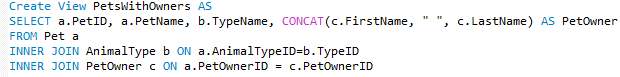 Create View PetsWithOwners AS
SELECT a.PetID, a.PetName, b.TypeName, CONCAT(c.FirstName, " ", c.LastName) AS PetOwner
FROM Pet a
INNER JOIN AnimalType b ON a.AnimalTypeID=b.TypeID
INNER JOIN PetOwner c ON a.PetOwnerID = c.PetOwnerID